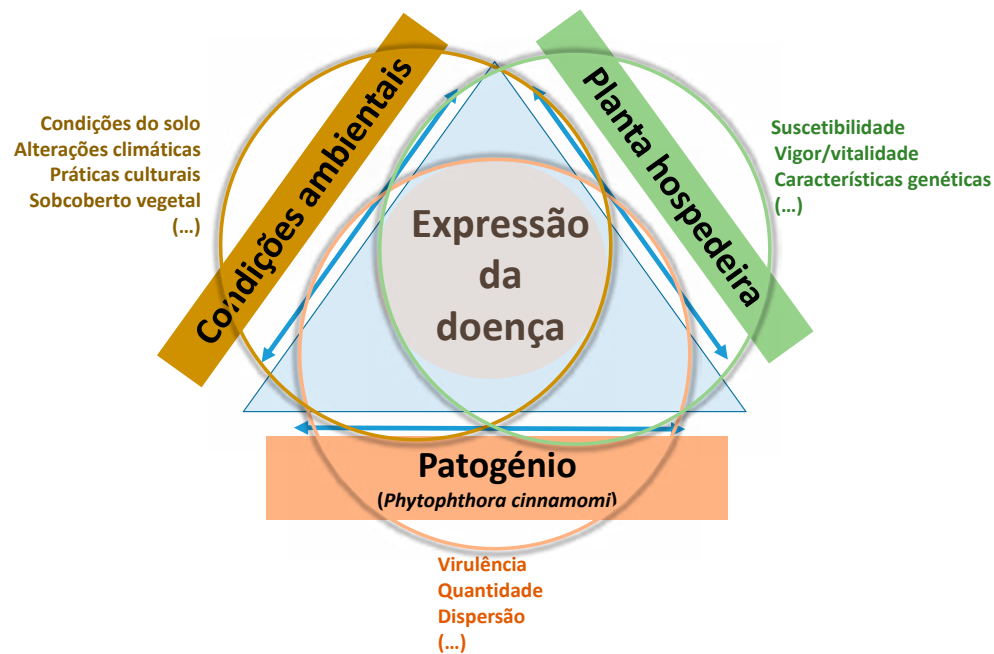 Condições ambientais
Condições do solo
Alterações climáticas
Práticas culturais
Sobcoberto vegetal
(...)
Planta hospedeira
Suscetibilidade
Vigor/vitalidade
Características genéticas
(...)
Expressão
da
doença
Patogénio
(Phytophthora cinnamomi)
Virulência
Quantidade
Dispersão
(...)